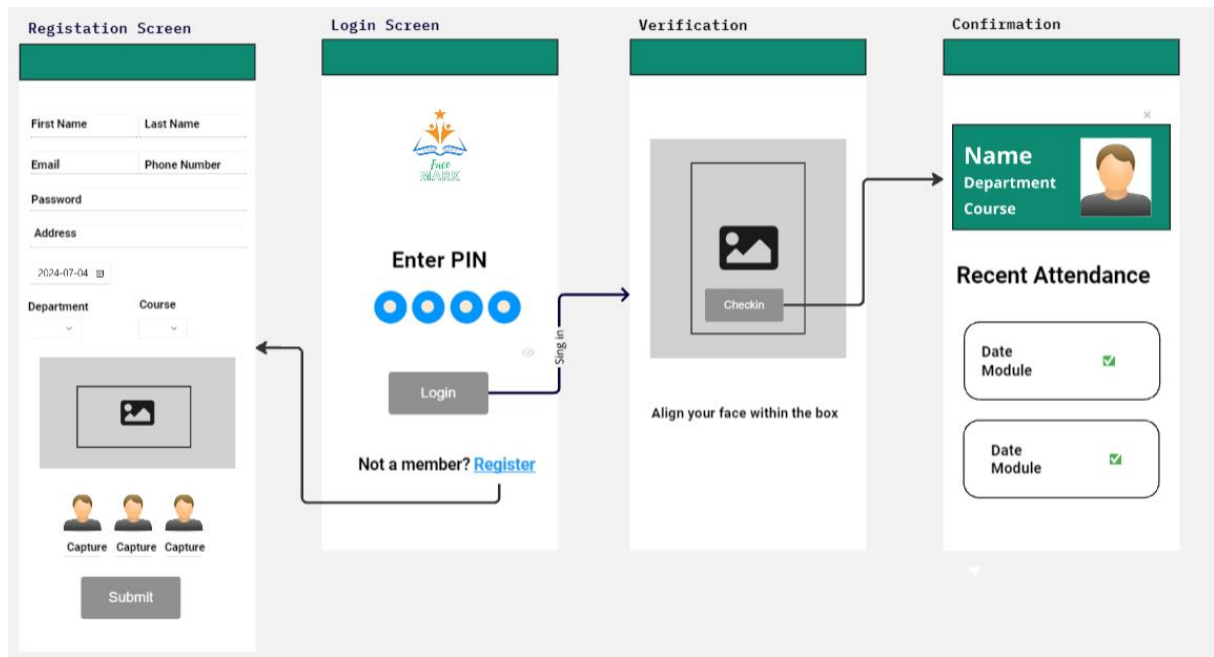 Registation Screen
First Name Last Name
Email Phone Number
Password
Address
2024-07-04
Department Course
Capture Capture Capture
Submit
Login Screen
Face
MARK
Enter PIN
Login
Sing in
Not a member? Register
Verification
Checkin
Align your face within the box
Confirmation
Name
Department
Course
Recent Attendance
Date
Module
Date
Module